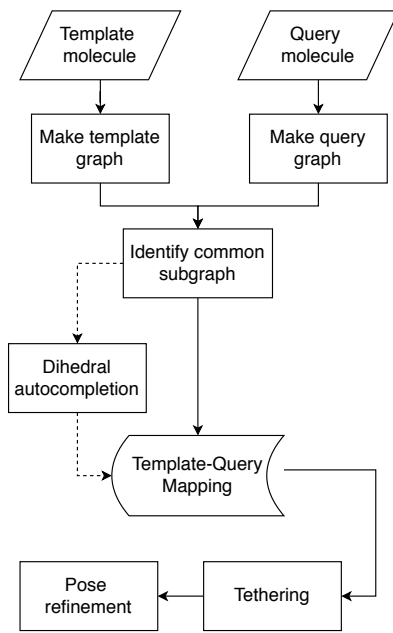 Template
molecule
Query
molecule
Make template
graph
Make query
graph
Identify common
subgraph
Dihedral
autocompletion
Template-Query
Mapping
Pose
refinement
Tethering